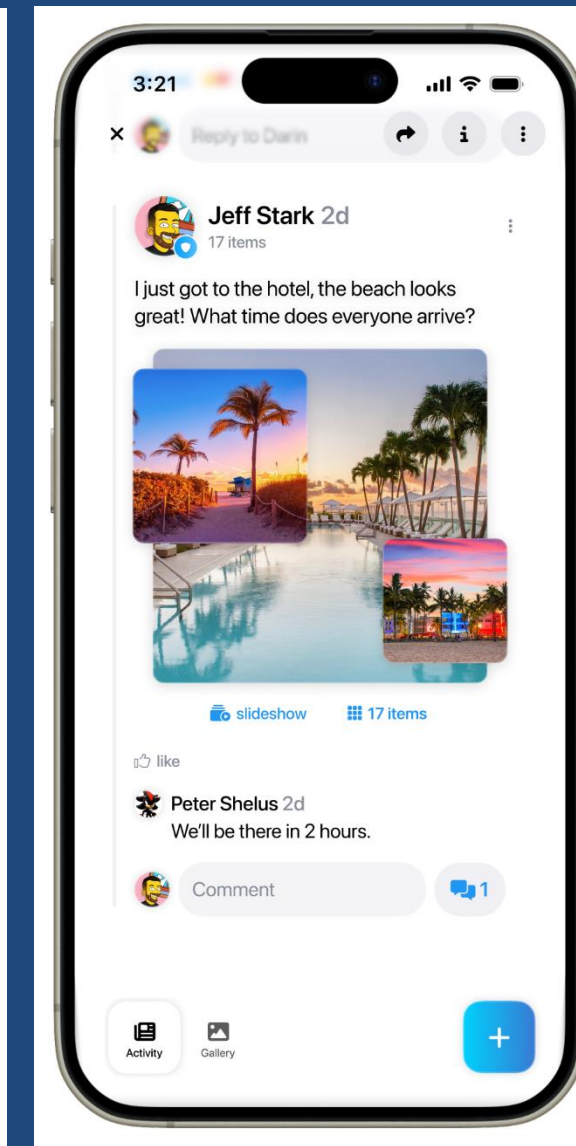 3:21
Reply to Darin
Jeff Stark 2d
17 items
I just got to the hotel, the beach looks
great! What time does everyone arrive?
slideshow 17 items
like
Peter Shelus 2d
We'll be there in 2 hours.
Comment 1
Activity Gallery